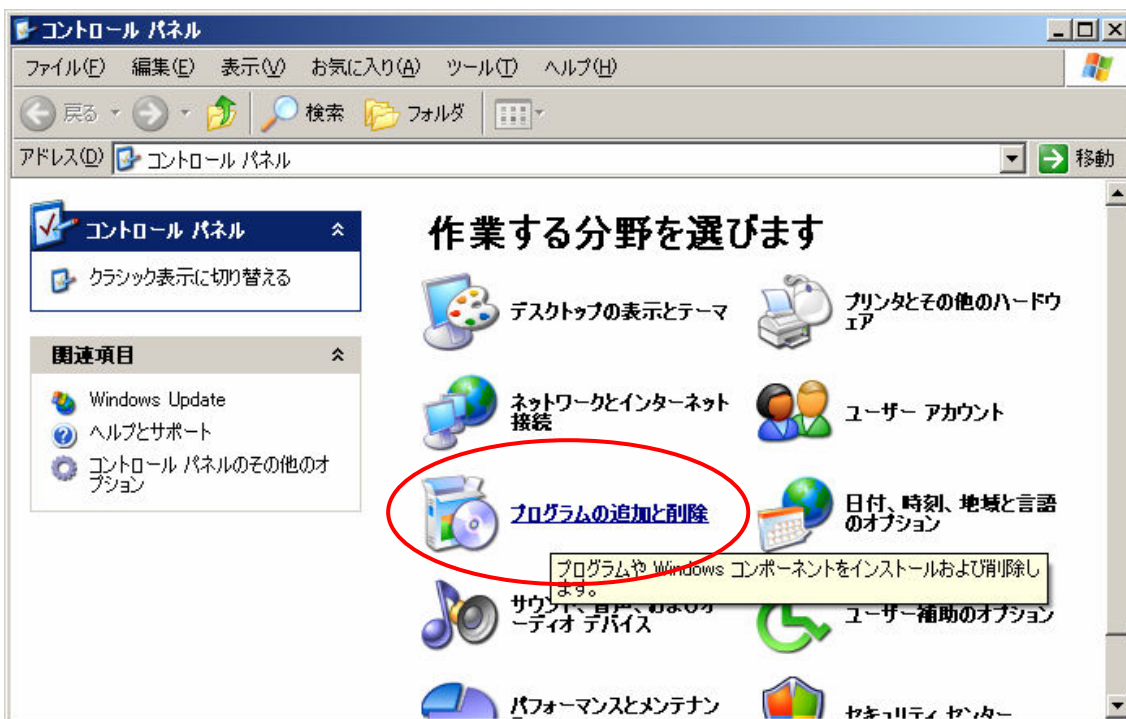 コントロール パネル
ファイル(F) 編集(E) 表示(V) お気に入り(A) ツール(T) ヘルプ(H)
戻る 検索 フォルダ
アドレス(D) コントロール パネル 移動
コントロール パネル
クラシック表示に切り替える
関連項目
Windows Update
ヘルプとサポート
コントロール パネルのその他のオ
プション
作業する分野を選びます
デスクトップの表示とテーマ
プリンタとその他のハードウ
ェア
ネットワークとインターネット
接続
ユーザー アカウント
プログラムの追加と削除
日付、時刻、地域と言語
のオプション
プログラムや Windows コンポーネントをインストールおよび削除し
ます。
サウンド、音声、およびオ
ーディオ デバイス
ユーザー補助のオプション
パフォーマンスとメンテナン
セキュリティ センター